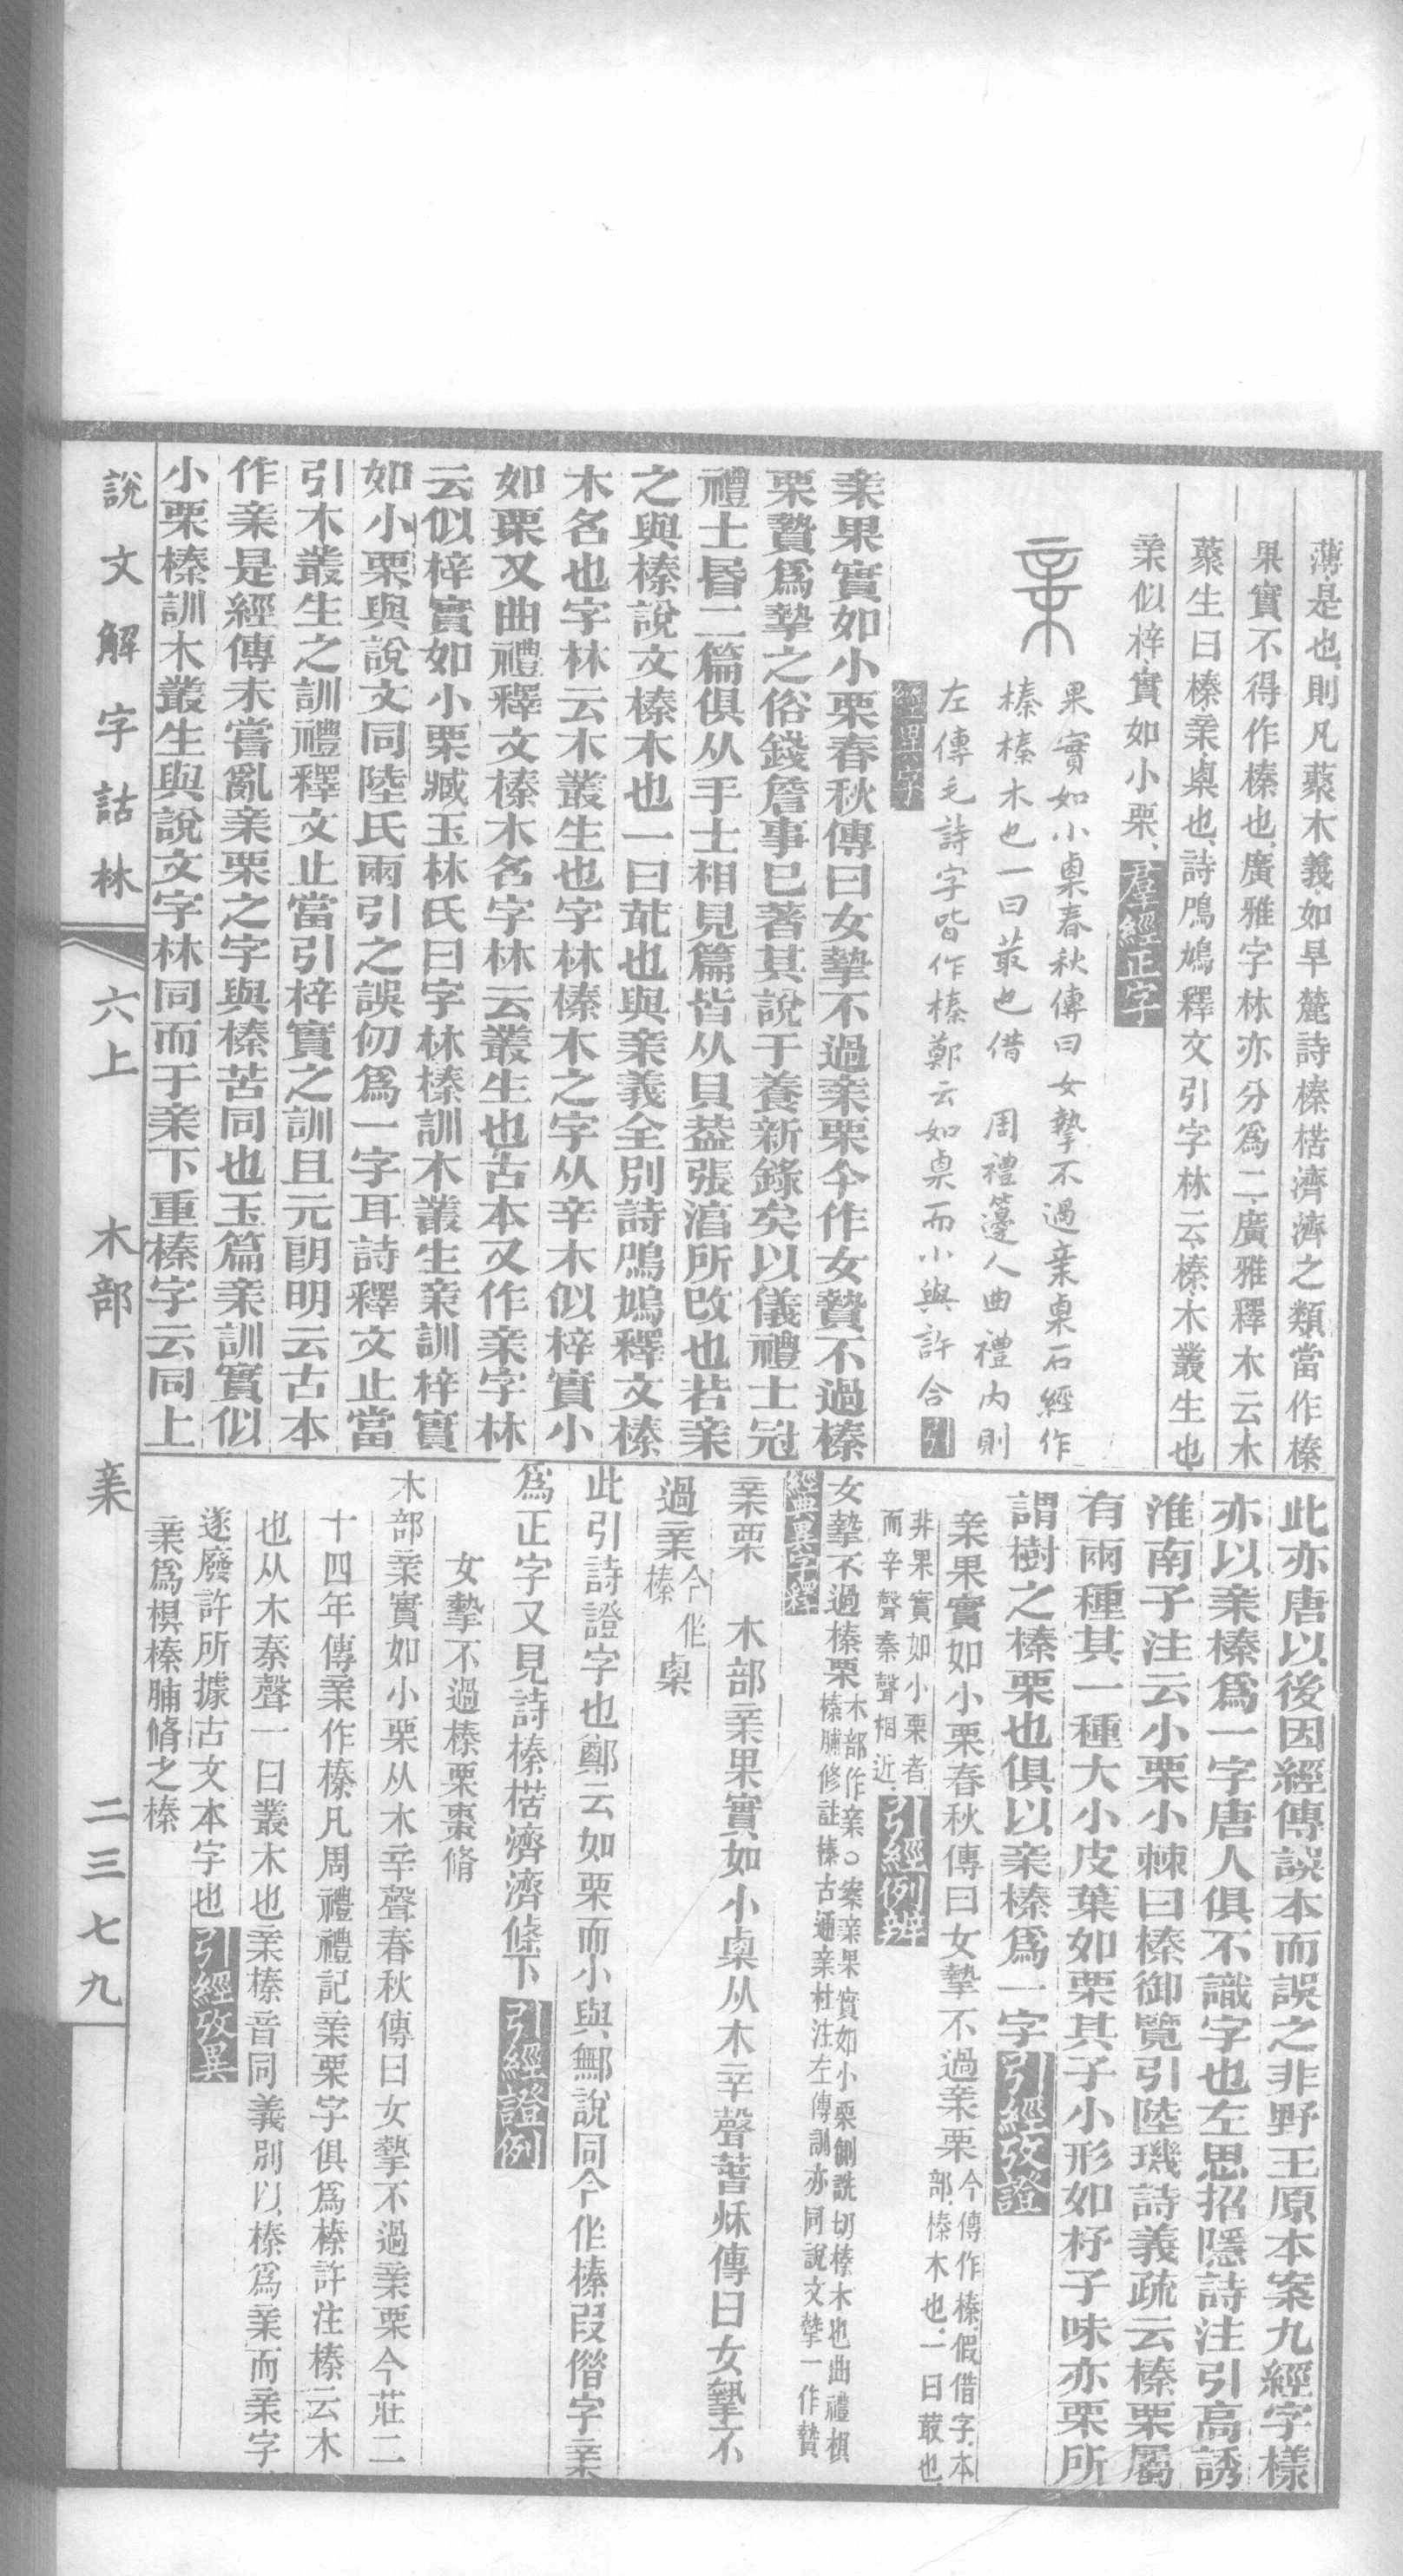 薄是也則凡藂木義如旱麓詩榛楛濟濟之類當作榛
果實不得作榛也廣雅字林亦分爲二廣雅釋木云木
藂生曰榛亲㮚也詩鳲鳩釋文引字林云榛木叢生也
亲似梓實如小栗羣經正字
亲
果實如小㮚春秋傳曰女摯不過亲㮚石經作
榛榛木也一曰菆也借 周禮籩人曲禮內則
左傳毛詩字皆作榛鄭云如㮚而小與許合引
經異字
亲果實如小栗春秋傳曰女摯不過亲栗今作女贄不過榛
栗贄爲摯之俗錢詹事已著其說于養新錄矣以儀禮士冠
禮士昏二篇俱从手士相見篇皆从貝葢張淳所改也若亲
之與榛說文榛木也一曰菆也與亲義全別詩鳲鳩釋文榛
木名也字林云木叢生也字林榛木之字从辛木似梓實小
如栗又曲禮釋文榛木名字林云叢生也古本又作亲字林
云似梓實如小栗臧玉林氏曰字林榛訓木叢生亲訓梓實
如小栗與說文同陸氏兩引之誤仞爲一字耳詩釋文止當
引木叢生之訓禮釋文止當引梓實之訓且元朗明云古本
作亲是經傳未嘗亂亲栗之字與榛苦同也玉篇亲訓實似
小栗榛訓木叢生與說文字林同而于亲下重榛字云同上
此亦唐以後因經傳誤本而誤之非野王原本案九經字樣
亦以亲榛爲一字唐人俱不識字也左思招隱詩注引高誘
淮南子注云小栗小棘曰榛御覽引陸璣詩義疏云榛栗屬
有兩種其一種大小皮葉如栗其子小形如杼子味亦栗所
謂樹之榛栗也俱以亲榛爲一字引經攷證
亲果實如小栗春秋傳曰女摯不過亲栗今傳作榛假借字本
部榛木也一曰菆也
非果實如小栗者
而辛聲秦聲相近引經例辨
女摯不過榛栗木部作亲○案亲果實如小栗側詵切榛木也曲禮椇
榛脯修註榛古通亲杜注左傳訓亦同說文摯一作贄
經典異字釋
亲栗 木部亲果實如小㮚从木辛聲萅秌傳曰女摯不
過亲㮚今作榛
此引詩證字也鄭云如栗而小與鄦說同今作榛叚借字亲
爲正字又見詩榛楛濟濟條下引經證例
女摯不過榛栗棗脩
木部亲實如小栗从木辛聲春秋傳曰女摯不過亲栗今莊二
十四年傳亲作榛凡周禮禮記亲栗字俱爲榛許注榛云木
也从木秦聲一曰叢木也亲榛音同義別以榛爲亲而亲字
遂廢許所據古文本字也引經攷異
亲爲椇榛脯脩之榛
說文解字詁林 六上 木部 亲 二三七九